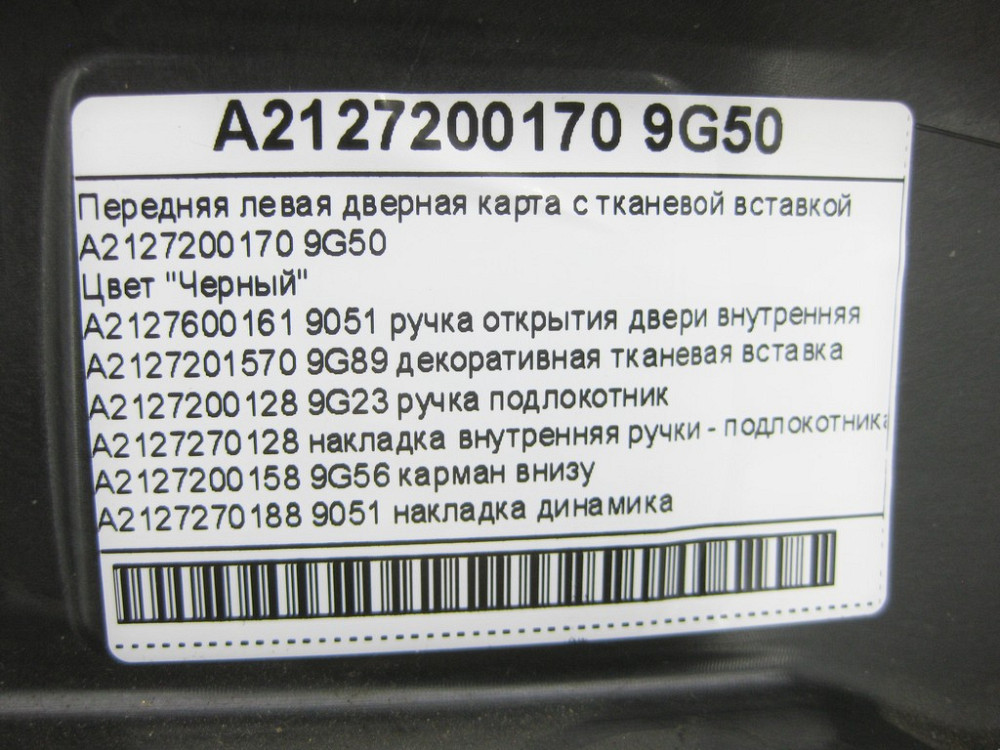 A2127200170 9G50
Передняя левая дверная карта с тканевой вставкой
A2127200170 9G50
Цвет "Черный"
A2127600161 9051 ручка открытия двери внутренняя
A2127201570 9G89 декоративная тканевая вставка
A2127200128 9G23 ручка подлокотник
A2127270128 накладка внутренняя ручки - подлокотника
A2127200158 9G56 карман внизу
A2127270188 9051 накладка динамика